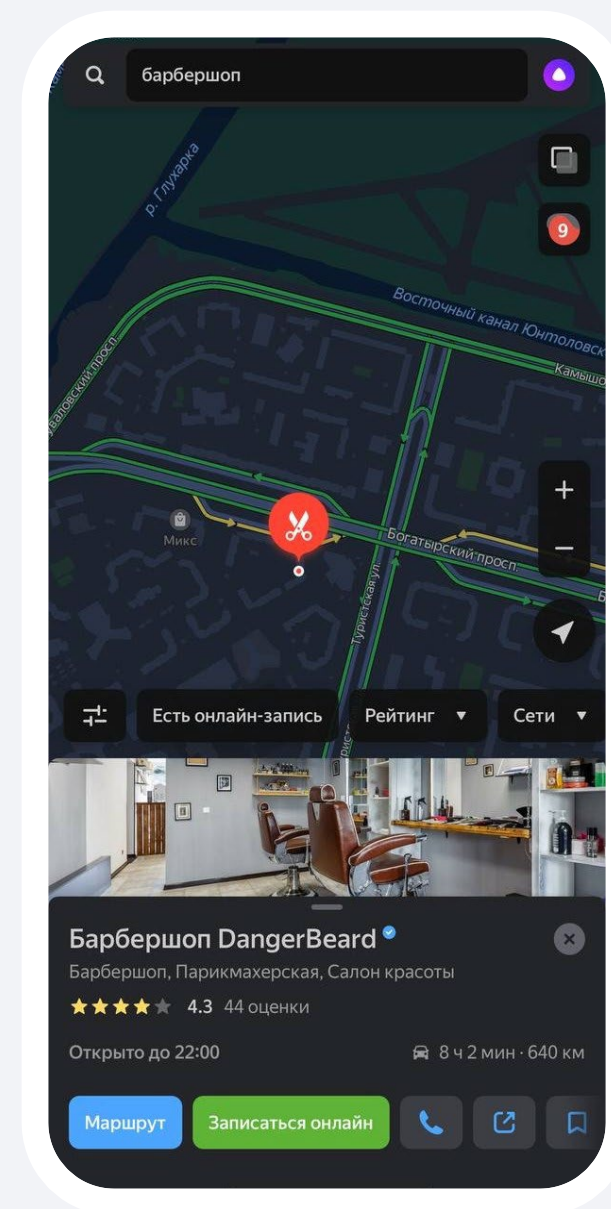 барбершоп
р. Глухарка
9
Восточный канал Юнтоловск
Камышо
уваловский просп.
Микс
Богатырский просп.
Туристская ул.
Есть онлайн-запись
Рейтинг
Сети
Барбершоп DangerBeard
Барбершоп, Парикмахерская, Салон красоты
4.3 44 оценки
Открыто до 22:00
8 ч 2 мин · 640 км
Маршрут
Записаться онлайн